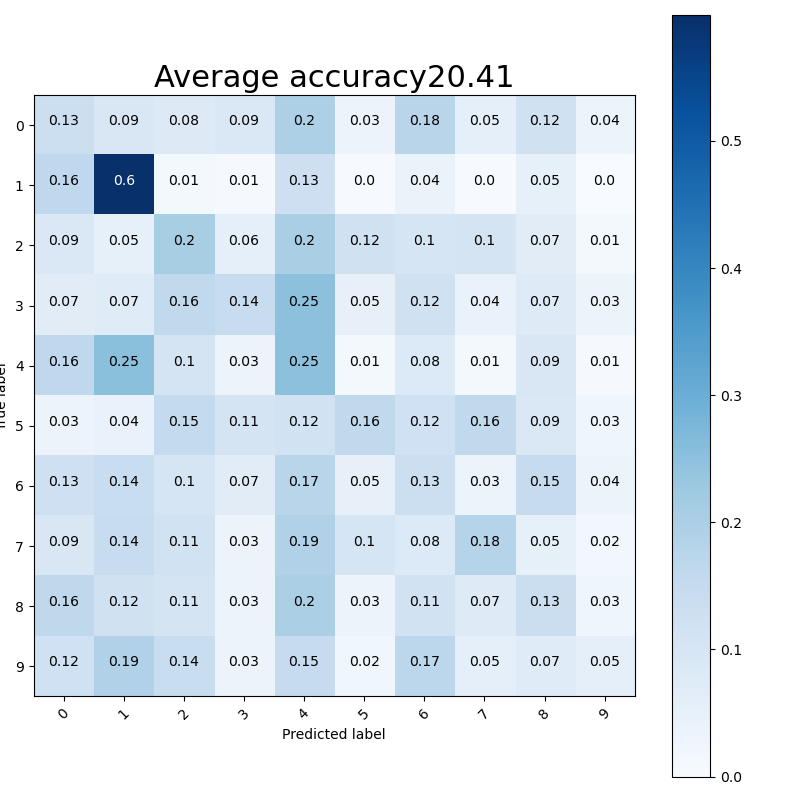 Average accuracy20.41
0 0.13 0.09 0.08 0.09 0.2 0.03 0.18 0.05 0.12 0.04
1 0.16 0.6 0.01 0.01 0.13 0.0 0.04 0.0 0.05 0.0
2 0.09 0.05 0.2 0.06 0.2 0.12 0.1 0.1 0.07 0.01
3 0.07 0.07 0.16 0.14 0.25 0.05 0.12 0.04 0.07 0.03
4 0.16 0.25 0.1 0.03 0.25 0.01 0.08 0.01 0.09 0.01
5 0.03 0.04 0.15 0.11 0.12 0.16 0.12 0.16 0.09 0.03
6 0.13 0.14 0.1 0.07 0.17 0.05 0.13 0.03 0.15 0.04
7 0.09 0.14 0.11 0.03 0.19 0.1 0.08 0.18 0.05 0.02
8 0.16 0.12 0.11 0.03 0.2 0.03 0.11 0.07 0.13 0.03
9 0.12 0.19 0.14 0.03 0.15 0.02 0.17 0.05 0.07 0.05
0 1 2 3 4 5 6 7 8 9
Predicted label
0.5
0.4
0.3
0.2
0.1
0.0